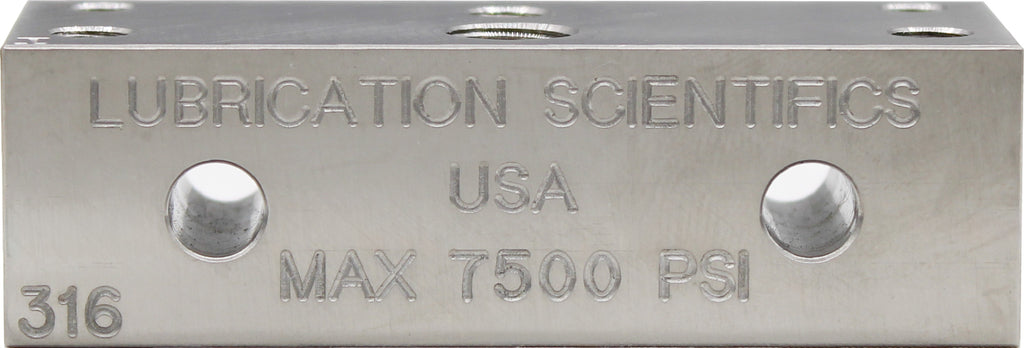 LUBRICATION SCIENTIFICS
USA
MAX 7500 PSI
316